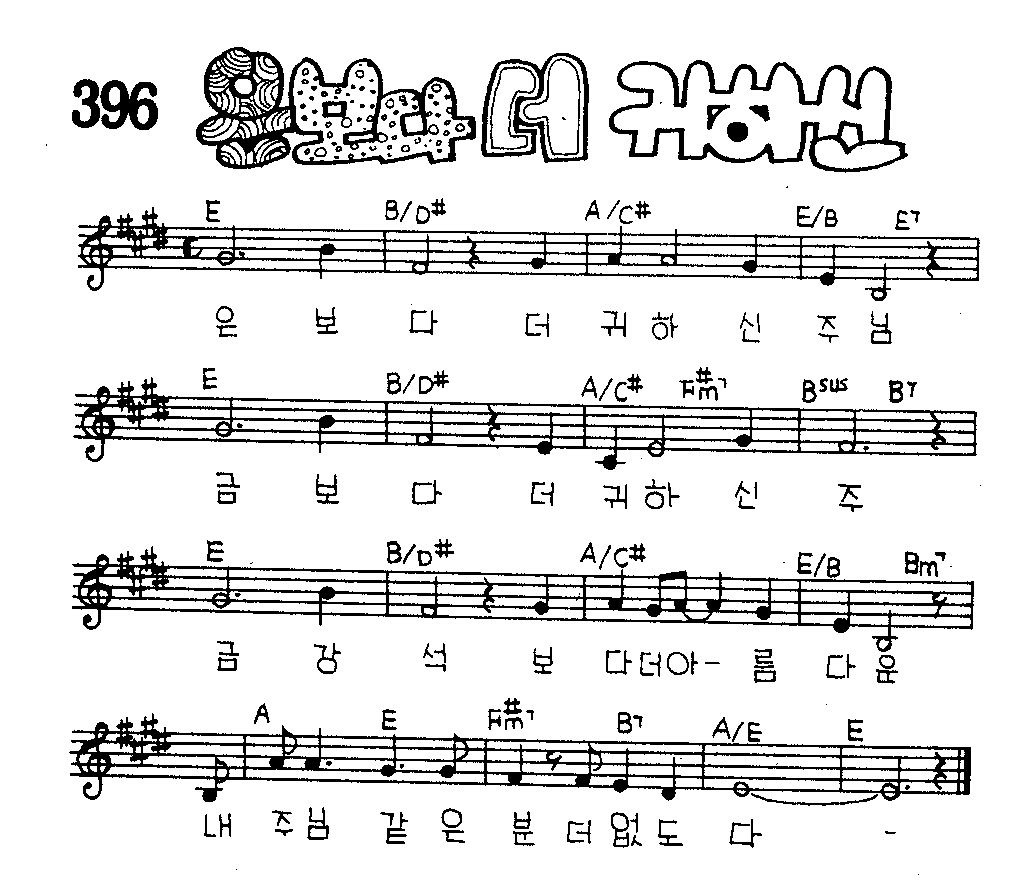 396 은보다 더 귀하신
E B/D# A/C# E/B E7
은 보 다 더 귀 하 신 주 님
E B/D# A/C# F#m7 Bsus B7
금 보 다 더 귀 하 신 주
E B/D# A/C# E/B Bm7
금 강 석 보 다 더 아 - 름 다 운
A E F#m7 B7 A/E E
내 주 님 같 은 분 더 없 도 다 -